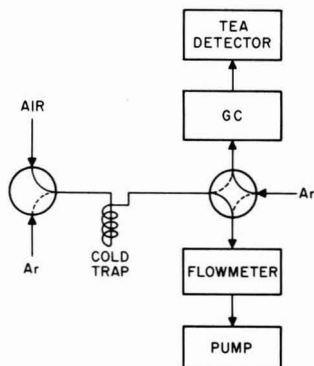 TEA
DETECTOR
GC
AIR
Ar
Ar
COLD
TRAP
FLOWMETER
PUMP